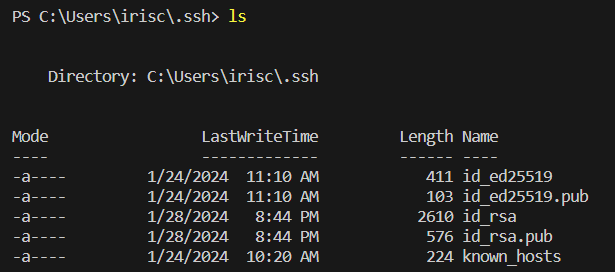 PS C:\Users\irisc\.ssh> ls
Directory: C:\Users\irisc\.ssh
Mode LastWriteTime Length Name
---- ------------- ------ ----
-a---- 1/24/2024 11:10 AM 411 id_ed25519
-a---- 1/24/2024 11:10 AM 103 id_ed25519.pub
-a---- 1/28/2024 8:44 PM 2610 id_rsa
-a---- 1/28/2024 8:44 PM 576 id_rsa.pub
-a---- 1/24/2024 10:20 AM 224 known_hosts